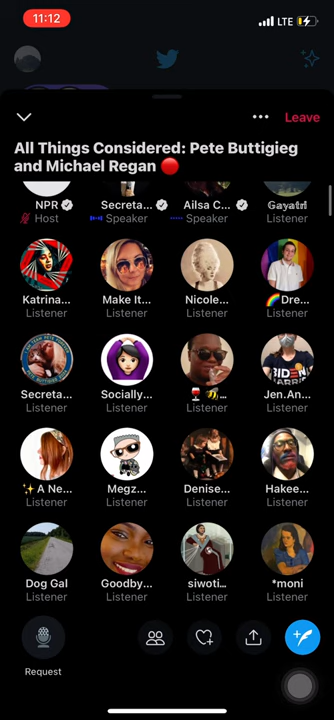 11:12
LTE
Leave
All Things Considered: Pete Buttigieg
and Michael Regan 🔴
NPR Secreta... Ailsa C... Gayatri
Host Speaker Speaker Listener
Katrina... Make It... Nicole... 🌈Dre...
Listener Listener Listener Listener
BIDEN
HARRIS
Secreta... Socially... 🍷🐝... Jen.An...
Listener Listener Listener Listener
✨ A Ne... Megz... Denise... Hakee...
Listener Listener Listener Listener
Dog Gal Goodby... siwoti... *moni
Listener Listener Listener Listener
Request